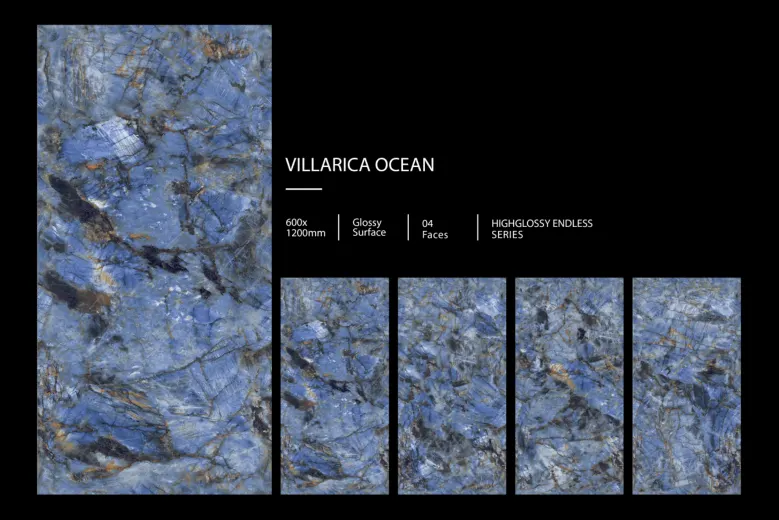 VILLARICA OCEAN
600x
1200mm
Glossy
Surface
04
Faces
HIGHGLOSSY ENDLESS
SERIES